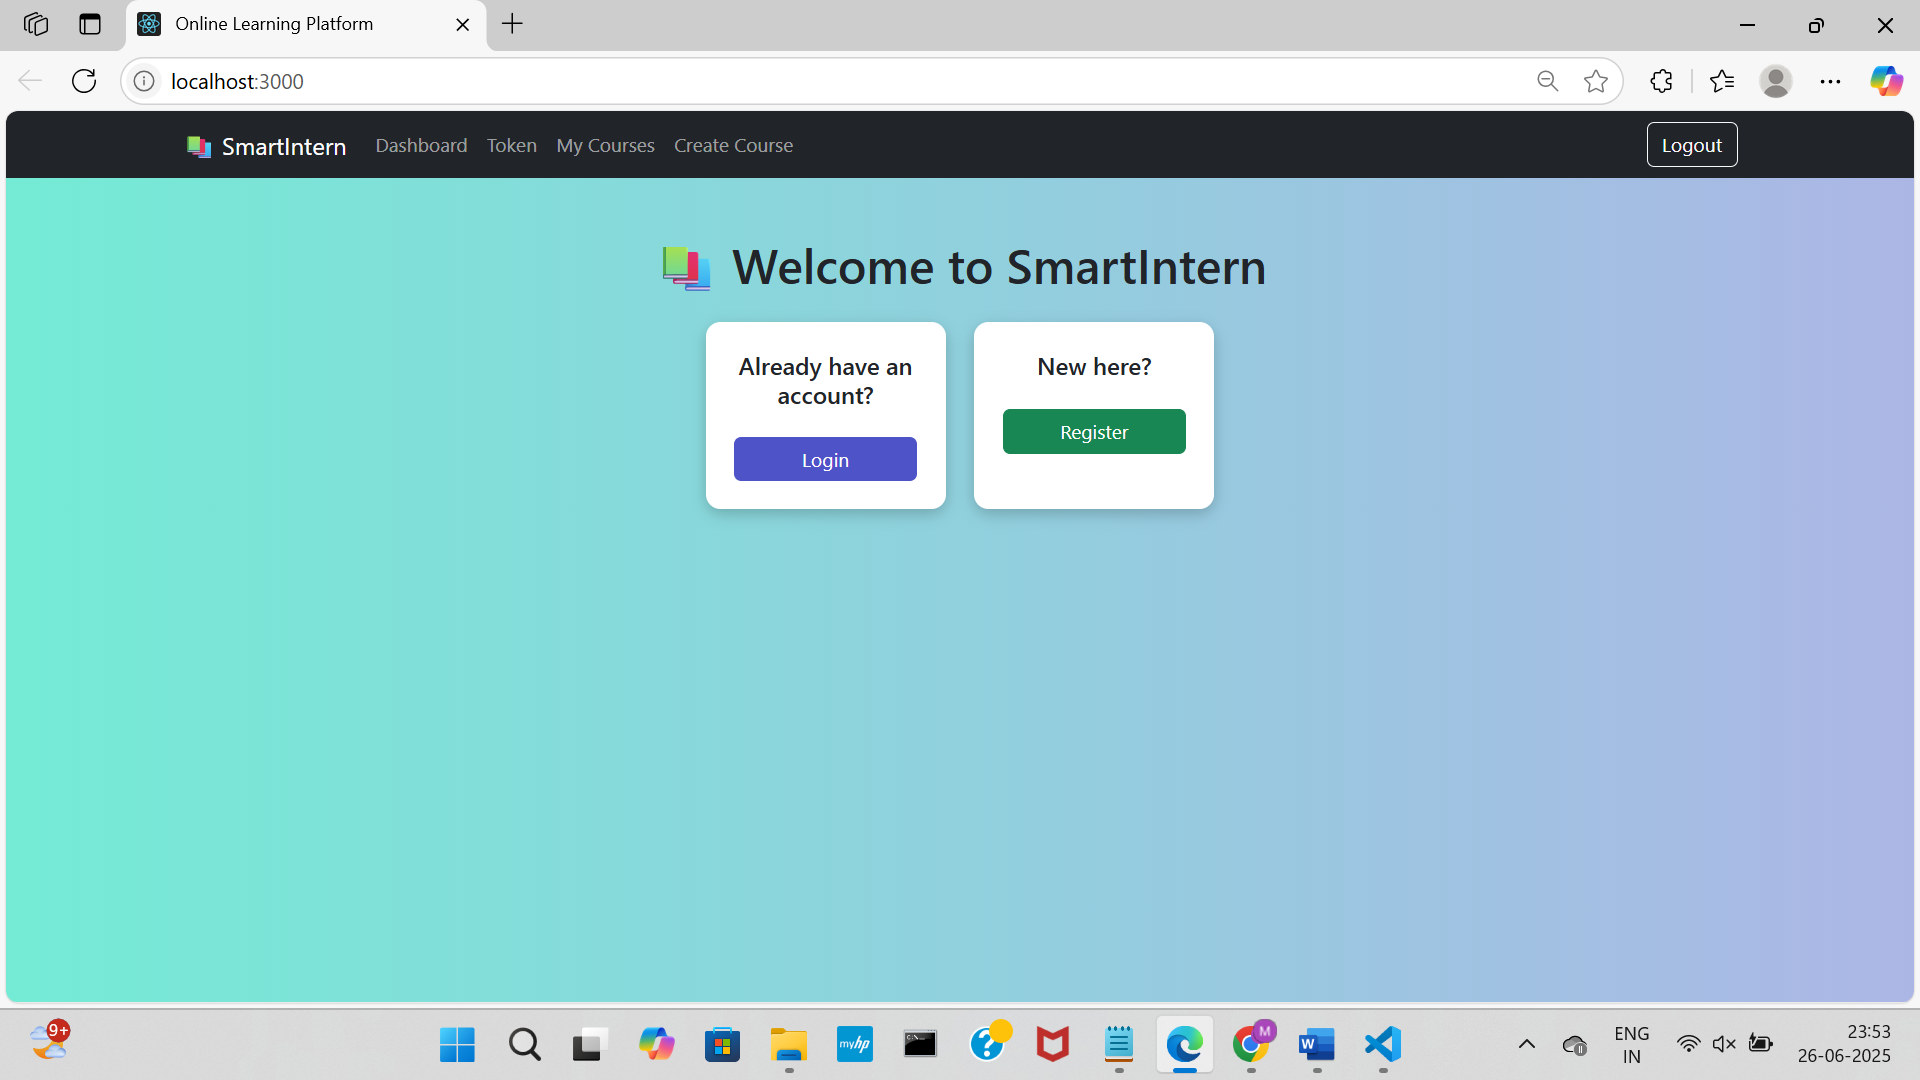 Online Learning Platform
localhost:3000
SmartIntern Dashboard Token My Courses Create Course Logout
Welcome to SmartIntern
Already have an
account?
Login
New here?
Register
9+
myhp
M
W
ENG
IN
23:53
26-06-2025